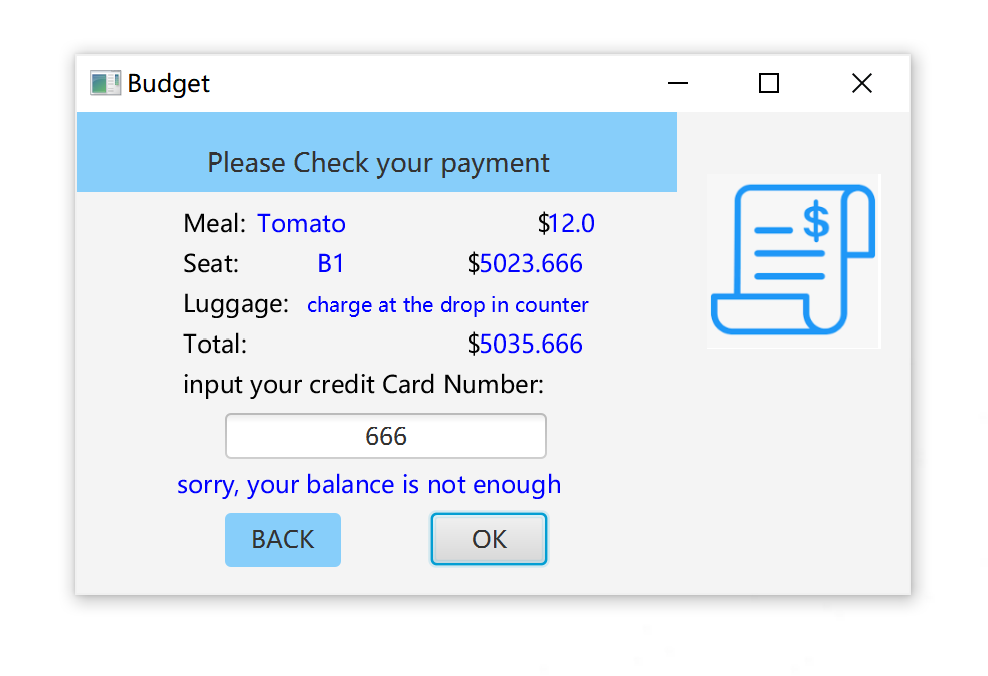 Budget
Please Check your payment
Meal: Tomato $12.0
Seat: B1 $5023.666
Luggage: charge at the drop in counter
Total: $5035.666
input your credit Card Number:
666
sorry, your balance is not enough
BACK OK
$